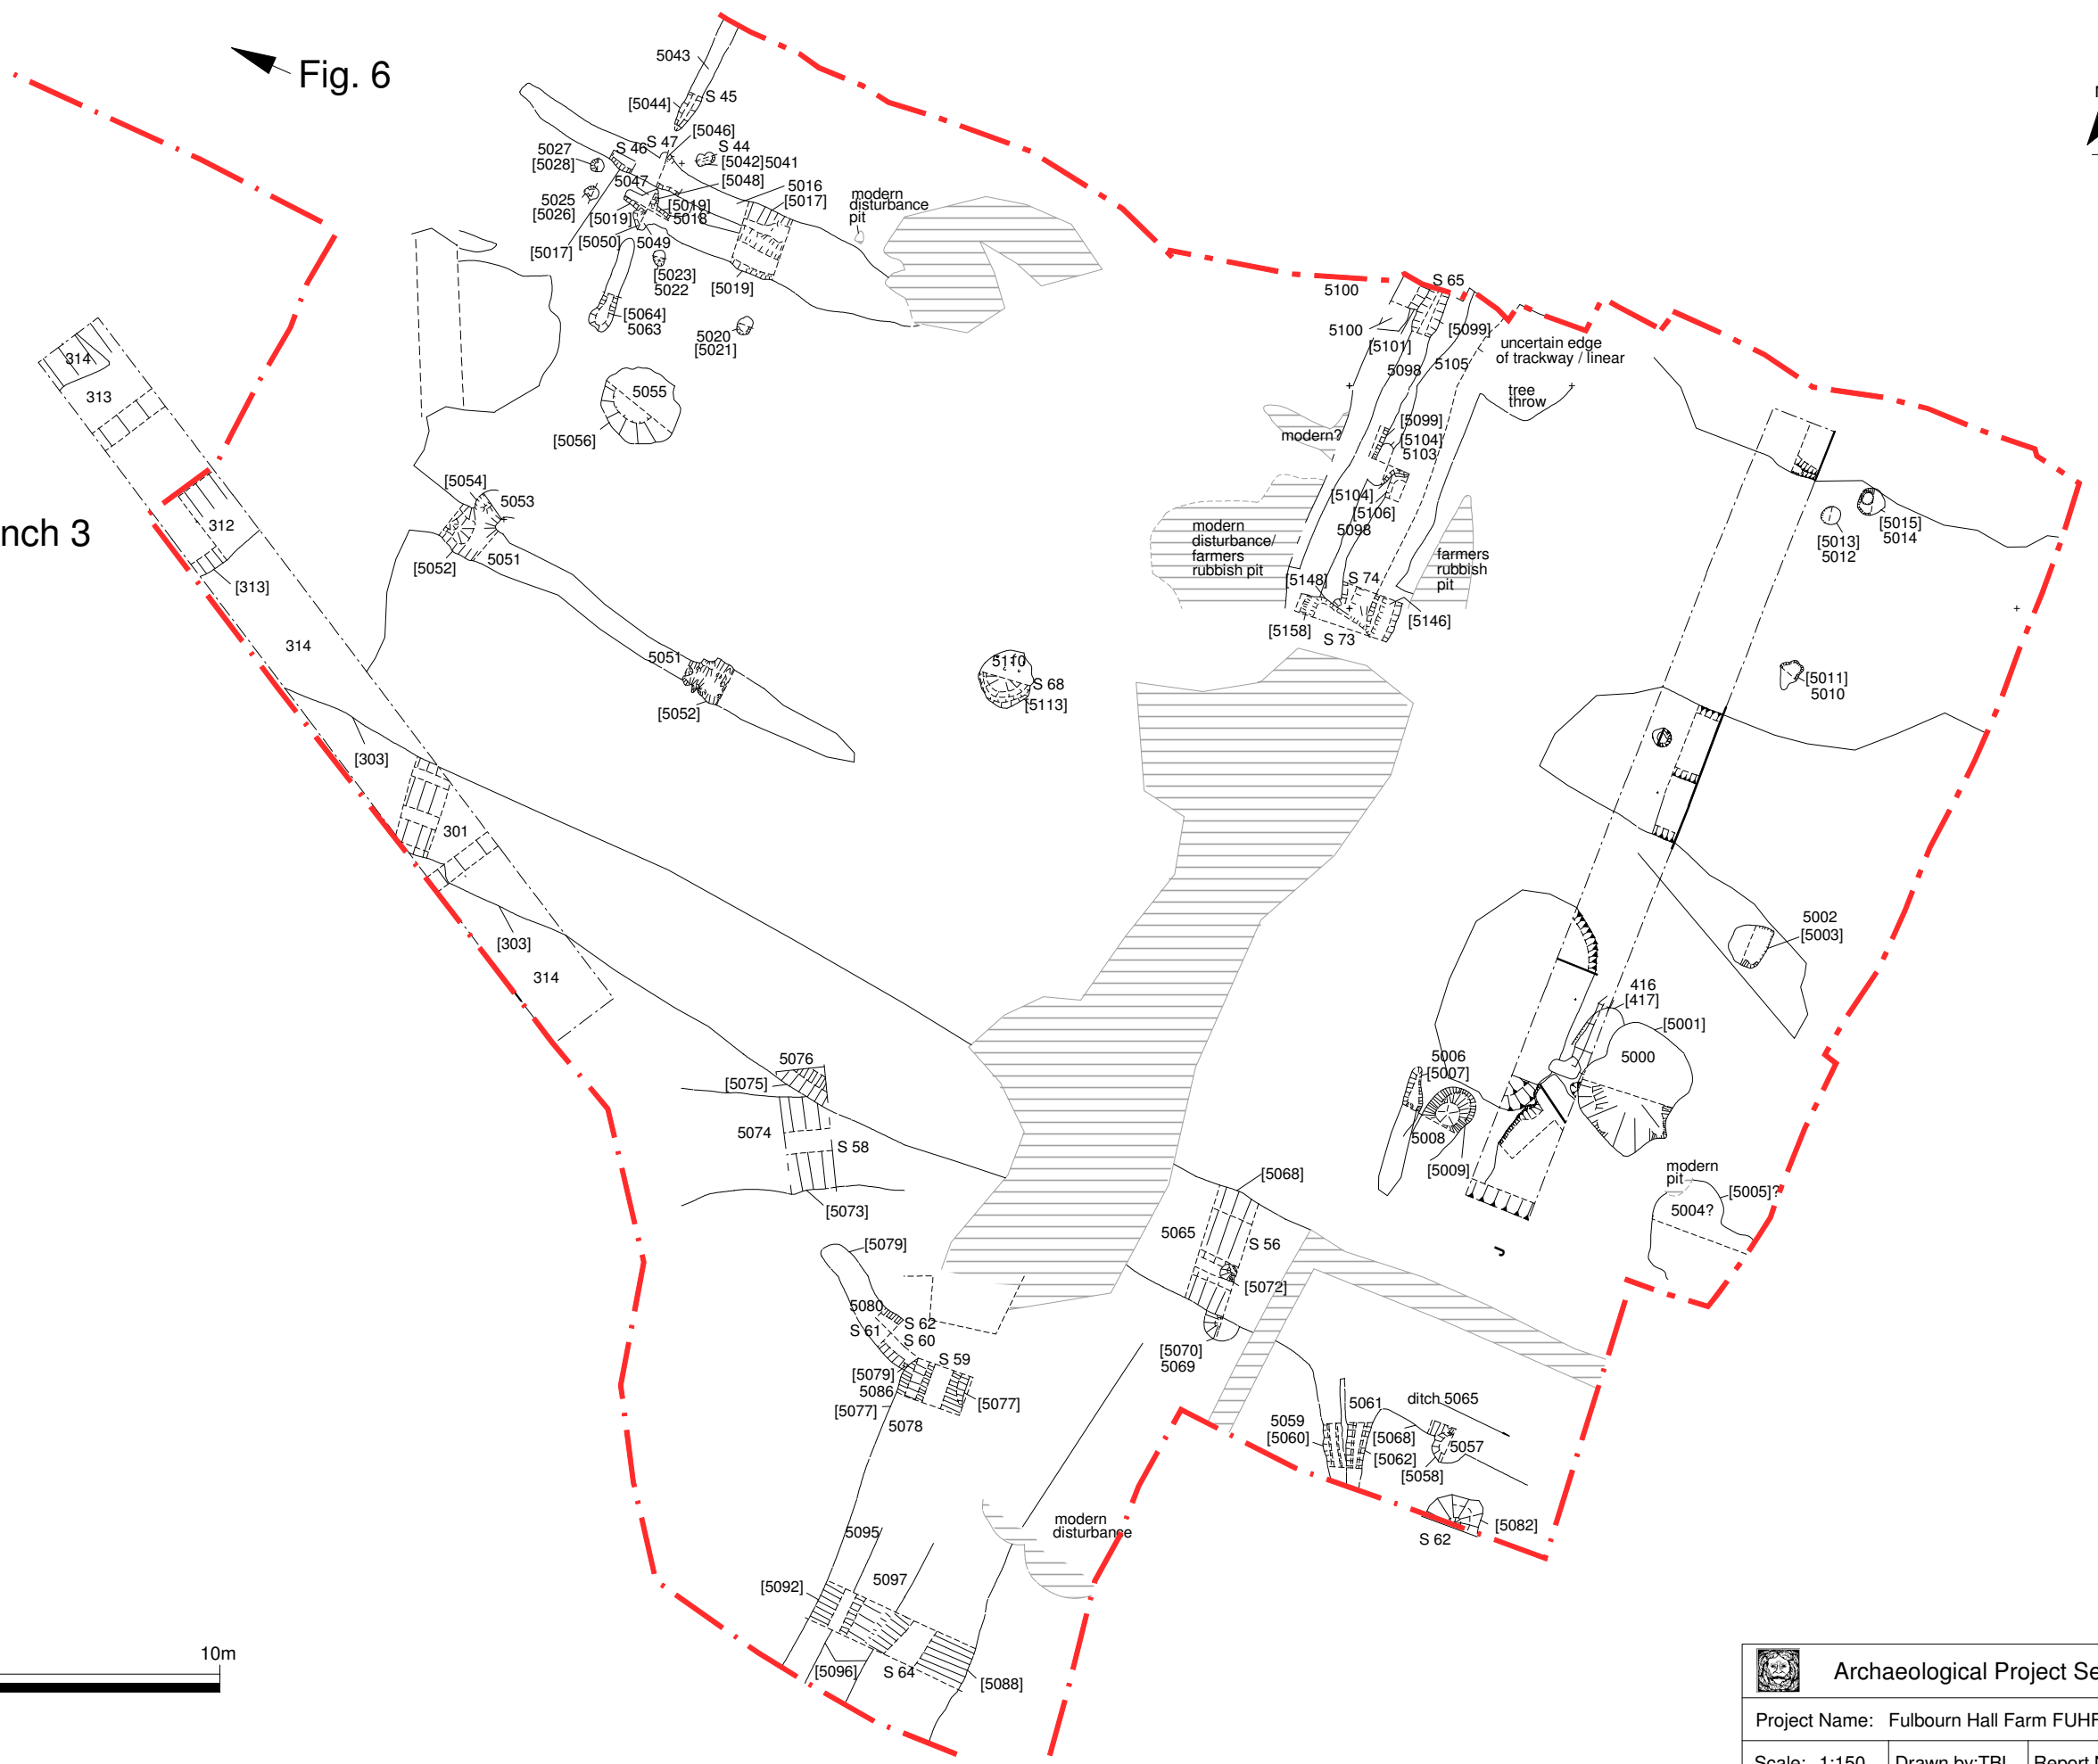 Fig. 6
5043
[5044]
S 45
[5046]
S 47
S 46
S 44
[5042]5041
5027
[5028]
5047
[5048]
5016
[5017]
5025
[5026]
[5019]
5018
[5019]
[5050]
5049
[5017]
[5023]
5022
[5019]
modern
disturbance
pit
[5064]
5063
5020
[5021]
5055
[5056]
314
313
312
[313]
314
nch 3
[5054]
5053
5051
[5052]
5051
[5052]
[303]
301
[303]
314
5110
S 68
[5113]
5100
S 65
5100
[5099]
[5101]
5098
5105
uncertain edge
of trackway / linear
tree
throw
modern?
[5099]
[5104]
5103
[5104]
[5106]
5098
modern
disturbance/
farmers
rubbish pit
farmers
rubbish
pit
[5148]
S 74
[5158]
S 73
[5146]
[5015]
5014
[5013]
5012
[5011]
5010
5002
[5003]
416
[417]
[5001]
5000
5006
[5007]
5008
[5009]
modern
pit
[5005]?
5004?
5076
[5075]
5074
S 58
[5073]
[5079]
5080
S 62
S 61
S 60
S 59
[5079]
5086
[5077]
[5077]
5078
[5068]
5065
S 56
[5072]
[5070]
5069
5059
[5060]
5061
ditch 5065
[5068]
5057
[5062]
[5058]
[5082]
S 62
modern
disturbance
5095
5097
[5092]
[5096]
S 64
[5088]
10m
Archaeological Project Se
Project Name: Fulbourn Hall Farm FUHF
Scale: 1:150
Drawn by:TBL